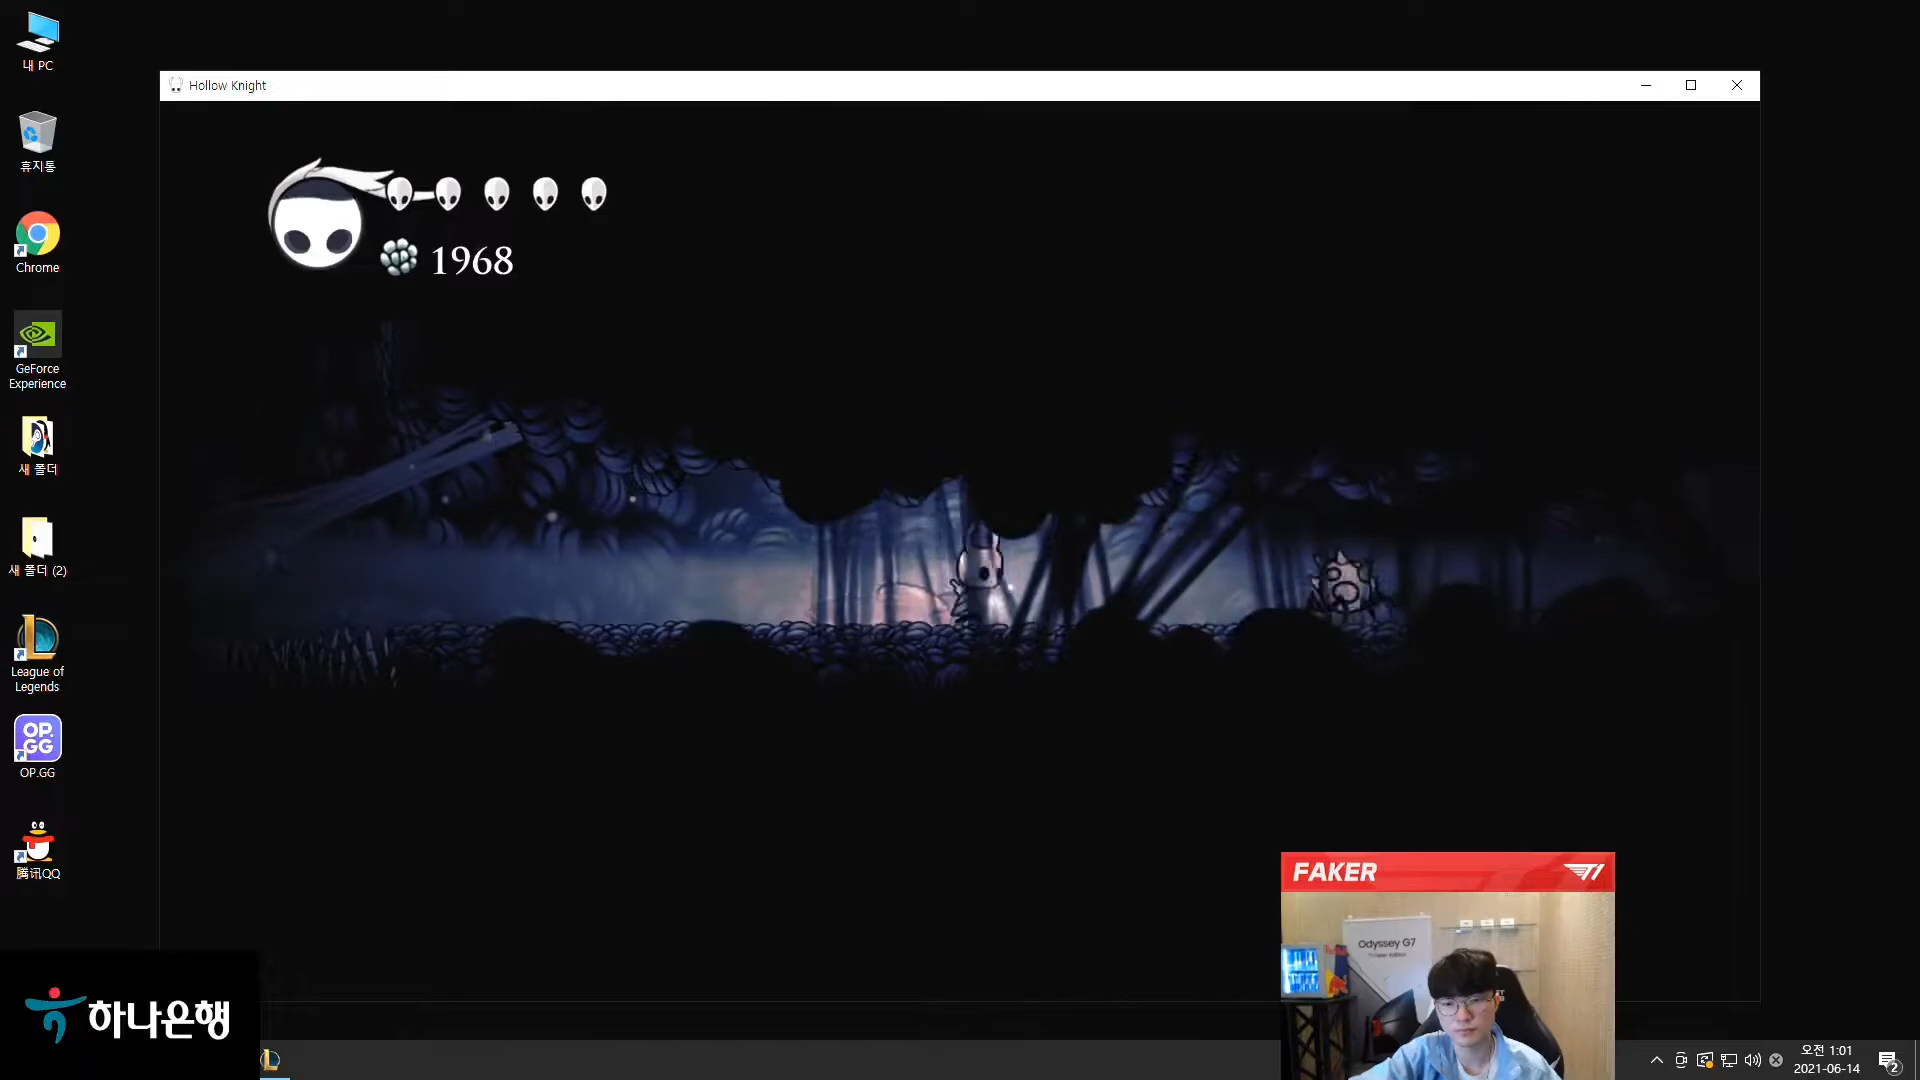 내 PC
Hollow Knight
휴지통
1968
Chrome
GeForce
Experience
새 폴더
새 폴더 (2)
League of
Legends
OP.
GG
OP.GG
腾讯QQ
FAKER
T1
Odyssey G7
하나은행
오전 1:01
2021-06-14
2